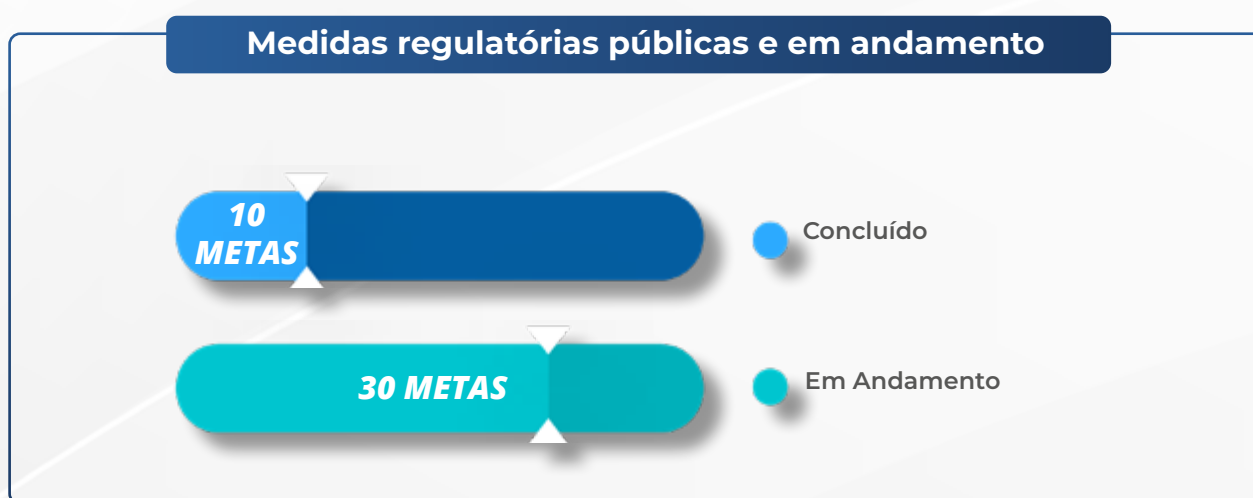 Medidas regulatórias públicas e em andamento
10
METAS
Concluído
30 METAS
Em Andamento